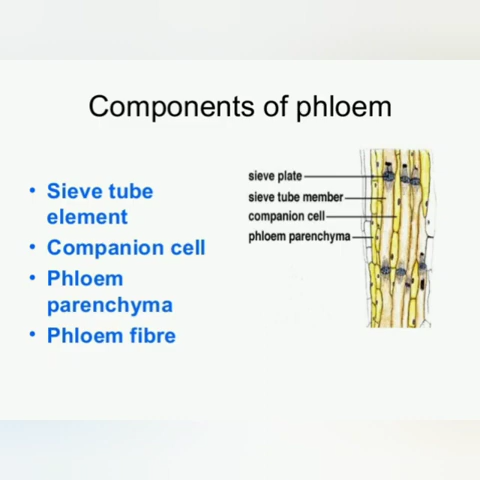 Components of phloem
• Sieve tube
element
• Companion cell
• Phloem
parenchyma
• Phloem fibre
sieve plate
sieve tube member
companion cell
phloem parenchyma